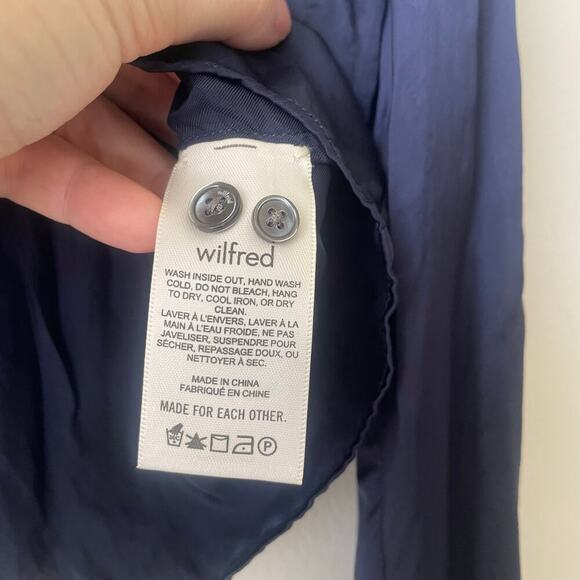 wilfred
wilfred
WASH INSIDE OUT, HAND WASH
COLD, DO NOT BLEACH, HANG
TO DRY, COOL IRON, OR DRY
CLEAN.
LAVER À L'ENVERS, LAVER À LA
MAIN À L'EAU FROIDE, NE PAS
JAVELISER, SUSPENDRE POUR
SÉCHER, REPASSAGE DOUX, OU
NETTOYER À SEC.
MADE IN CHINA
FABRIQUÉ EN CHINE
MADE FOR EACH OTHER.
30C P